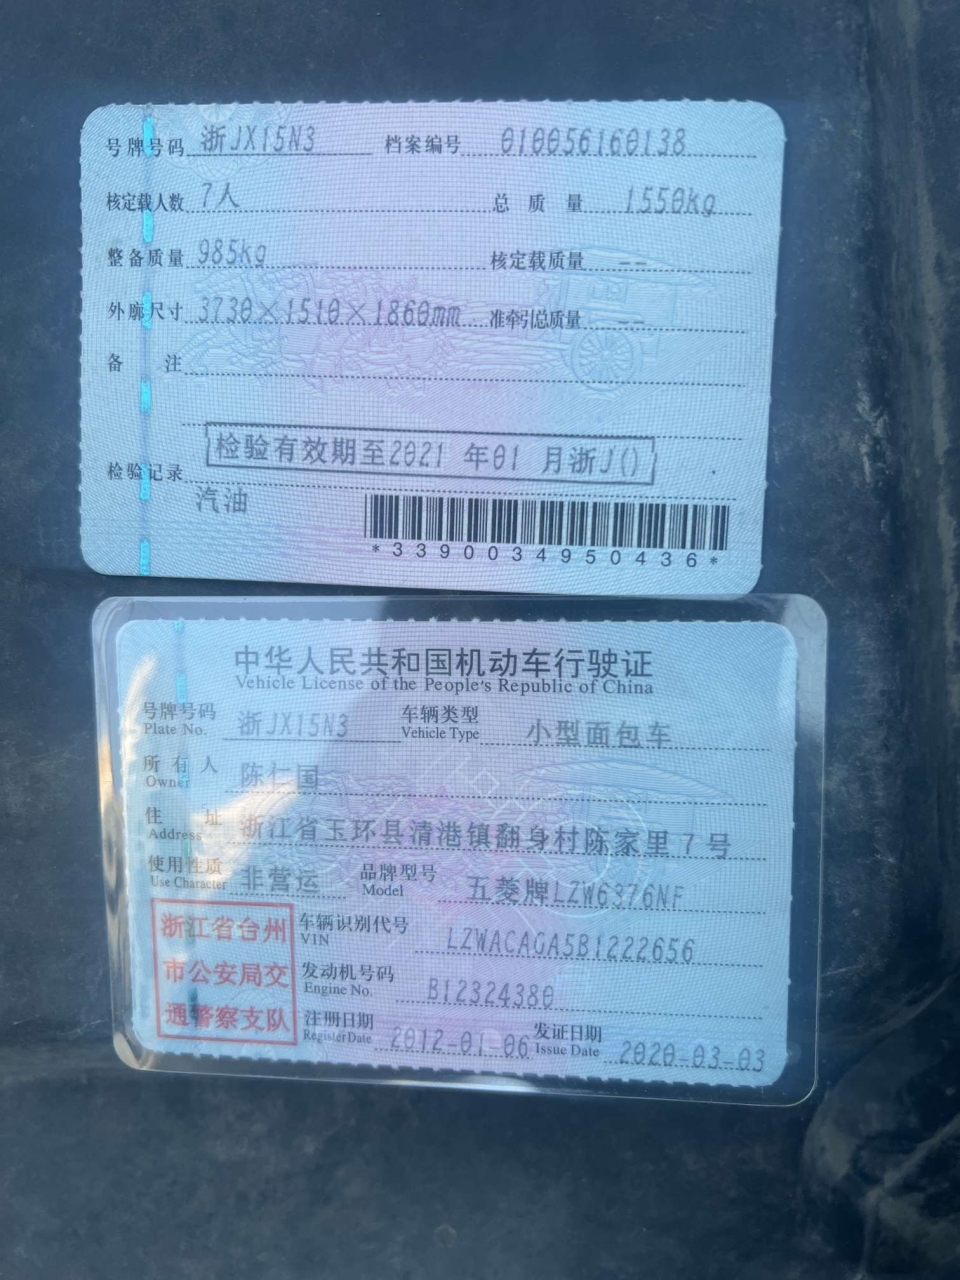 号牌号码 浙JX15N3 档案编号 010056160138
核定载人数 7人 总质量 1550kg
整备质量 985kg 核定载质量 --
外廓尺寸 3730×1510×1860mm 准牵引总质量 --
备注
检验有效期至2021 年01 月浙J()
检验记录
汽油
*3390034950436*
中华人民共和国机动车行驶证
Vehicle License of the People's Republic of China
号牌号码 浙JX15N3 车辆类型 小型面包车
Plate No. Vehicle Type
所有人 陈仁国
Owner
住址 浙江省玉环县清港镇翻身村陈家里7号
Address
使用性质 非营运 品牌型号 五菱牌LZW6376NF
Use Character Model
浙江省台州 车辆识别代号 LZWACAGA5B1222656
VIN
市公安局交 发动机号码 B12324380
Engine No.
通警察支队 注册日期 2012-01-06 发证日期 2020-03-03
Register Date Issue Date